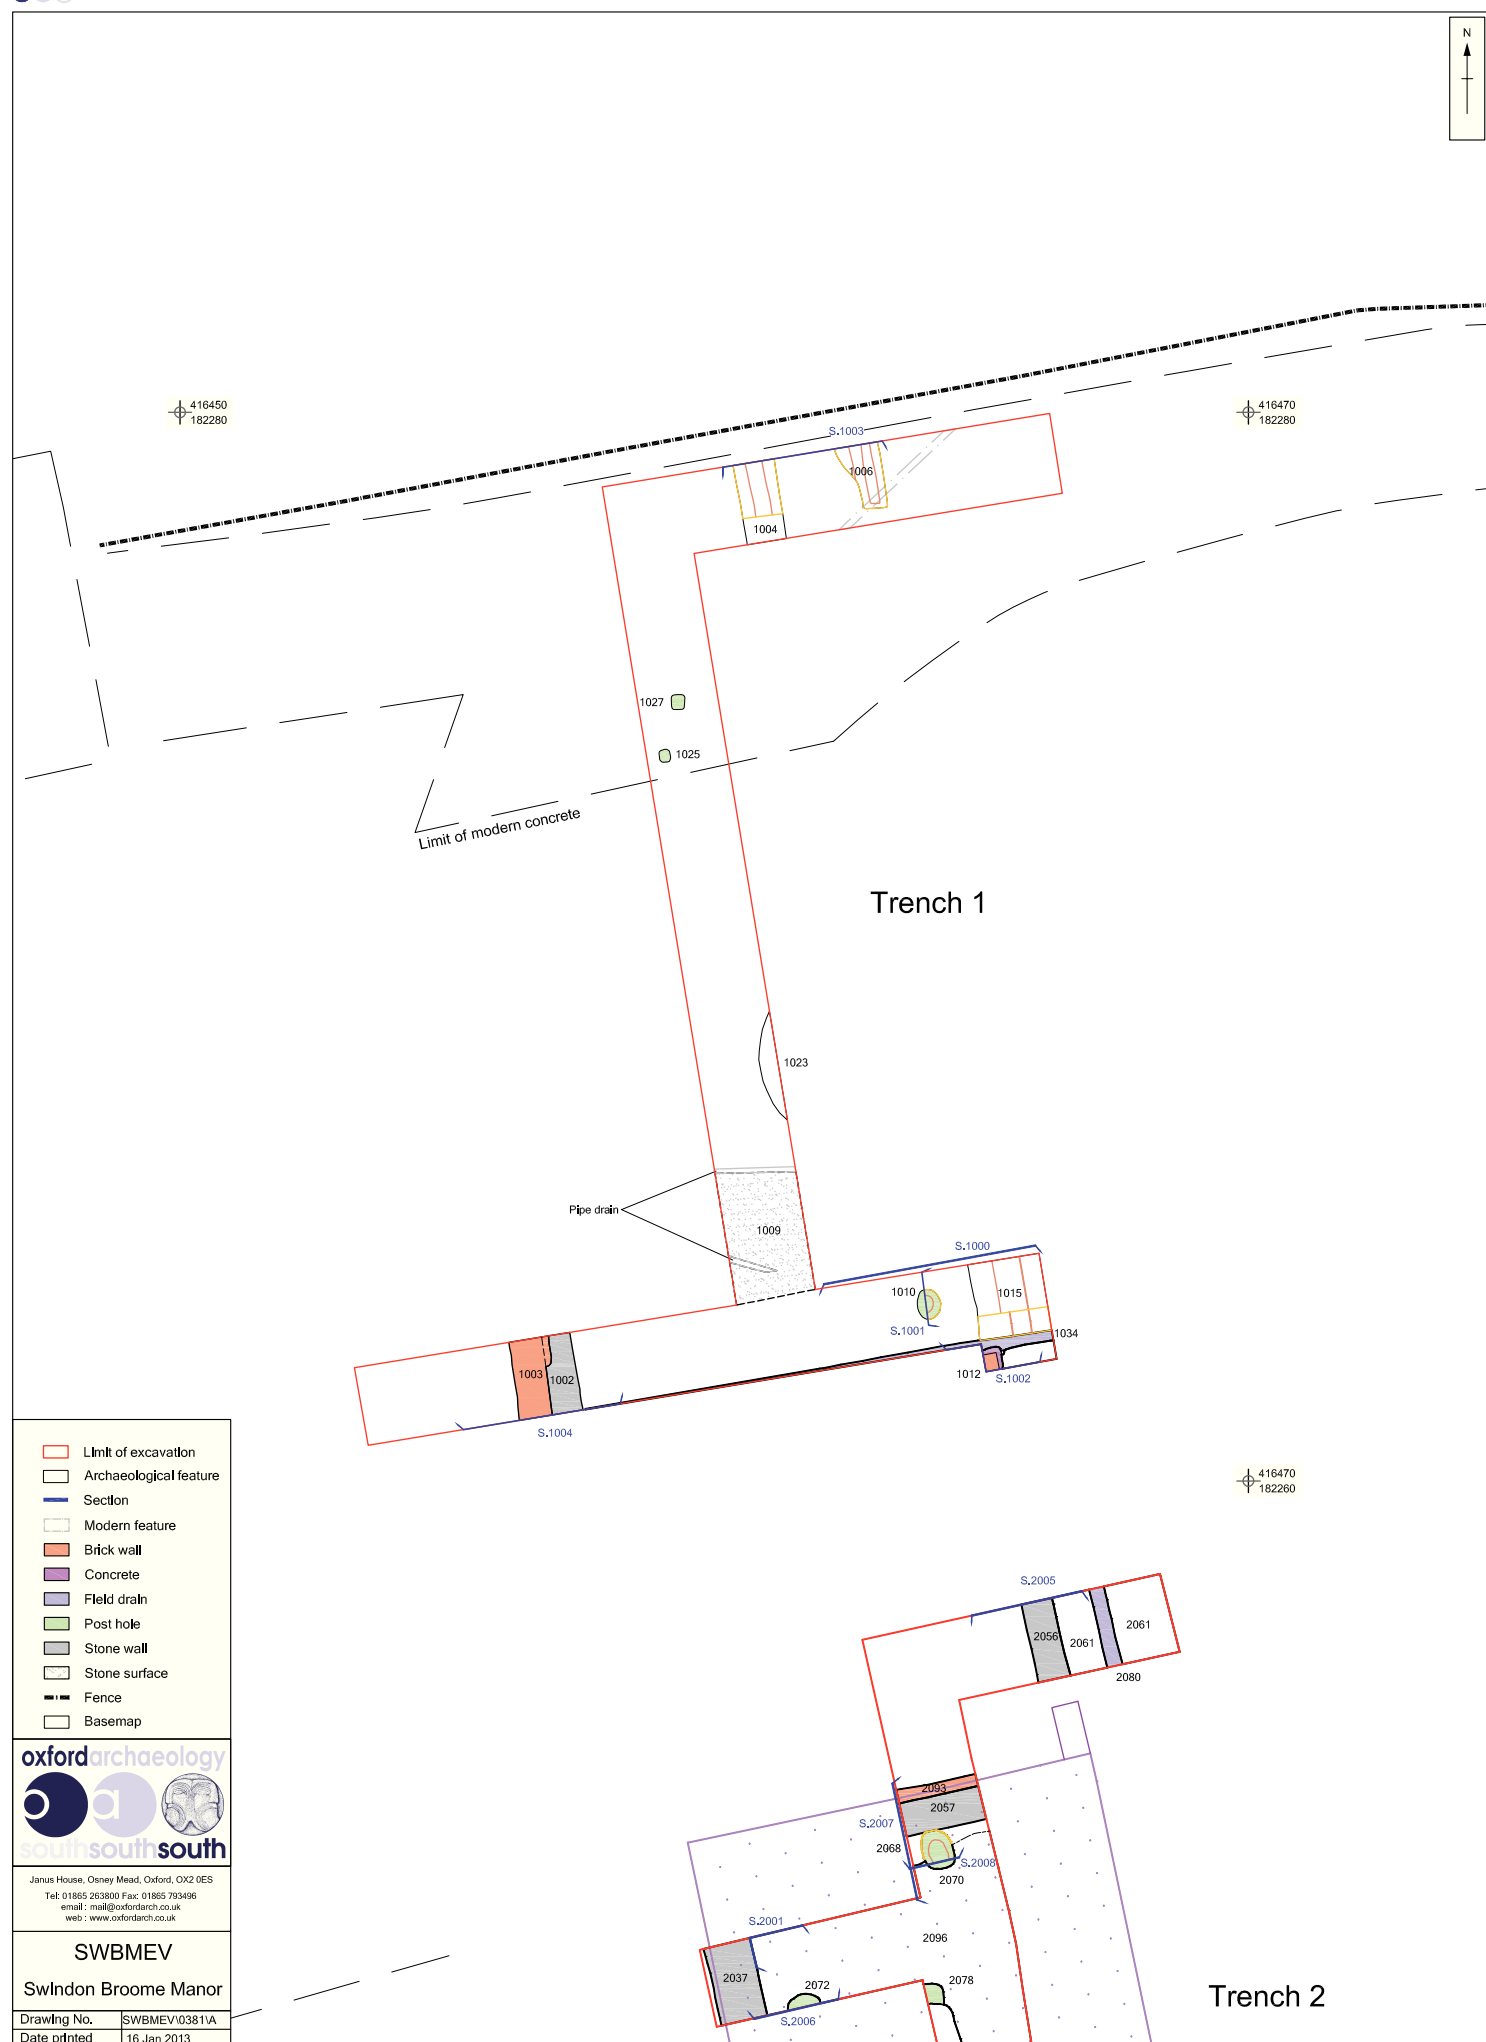 N
416450
182280
416470
182280
S.1003
1006
1004
1027
1025
Limit of modern concrete
Trench 1
1023
Pipe drain
1009
S.1000
1010
1015
S.1001
1034
1012
S.1002
1003
1002
S.1004
416470
182260
Limit of excavation
Archaeological feature
Section
Modern feature
Brick wall
Concrete
Field drain
Post hole
Stone wall
Stone surface
Fence
Basemap
S.2005
2056
2061
2061
2080
2093
2057
S.2007
2068
S.2008
2070
S.2001
2096
2037
2072
2078
S.2006
Trench 2
oxfordarchaeology
southsouthsouth
Janus House, Osney Mead, Oxford, OX2 0ES
Tel: 01865 263800 Fax: 01865 793496
email : mail@oxfordarch.co.uk
web : www.oxfordarch.co.uk
SWBMEV
Swindon Broome Manor
Drawing No. SWBMEV\0381\A
Date printed 16 Jan 2013